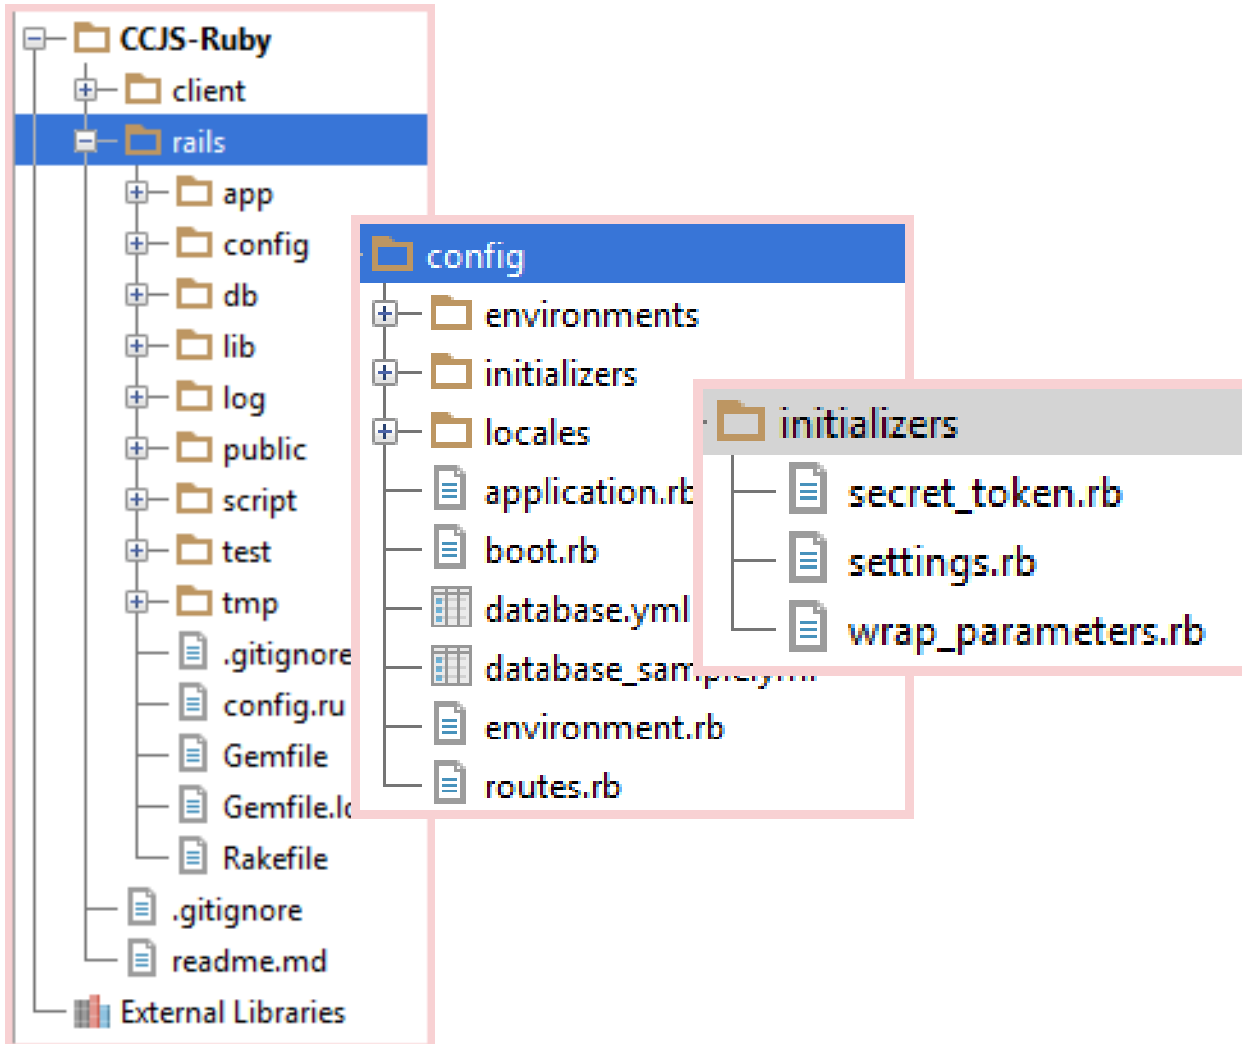 CCJS-Ruby
client
rails
app
config
db
lib
log
public
script
test
tmp
.gitignore
config.ru
Gemfile
Rakefile
.gitignore
readme.md
External Libraries
config
environments
initializers
locales
application.rb
boot.rb
database.yml
environment.rb
routes.rb
initializers
secret_token.rb
settings.rb
wrap_parameters.rb